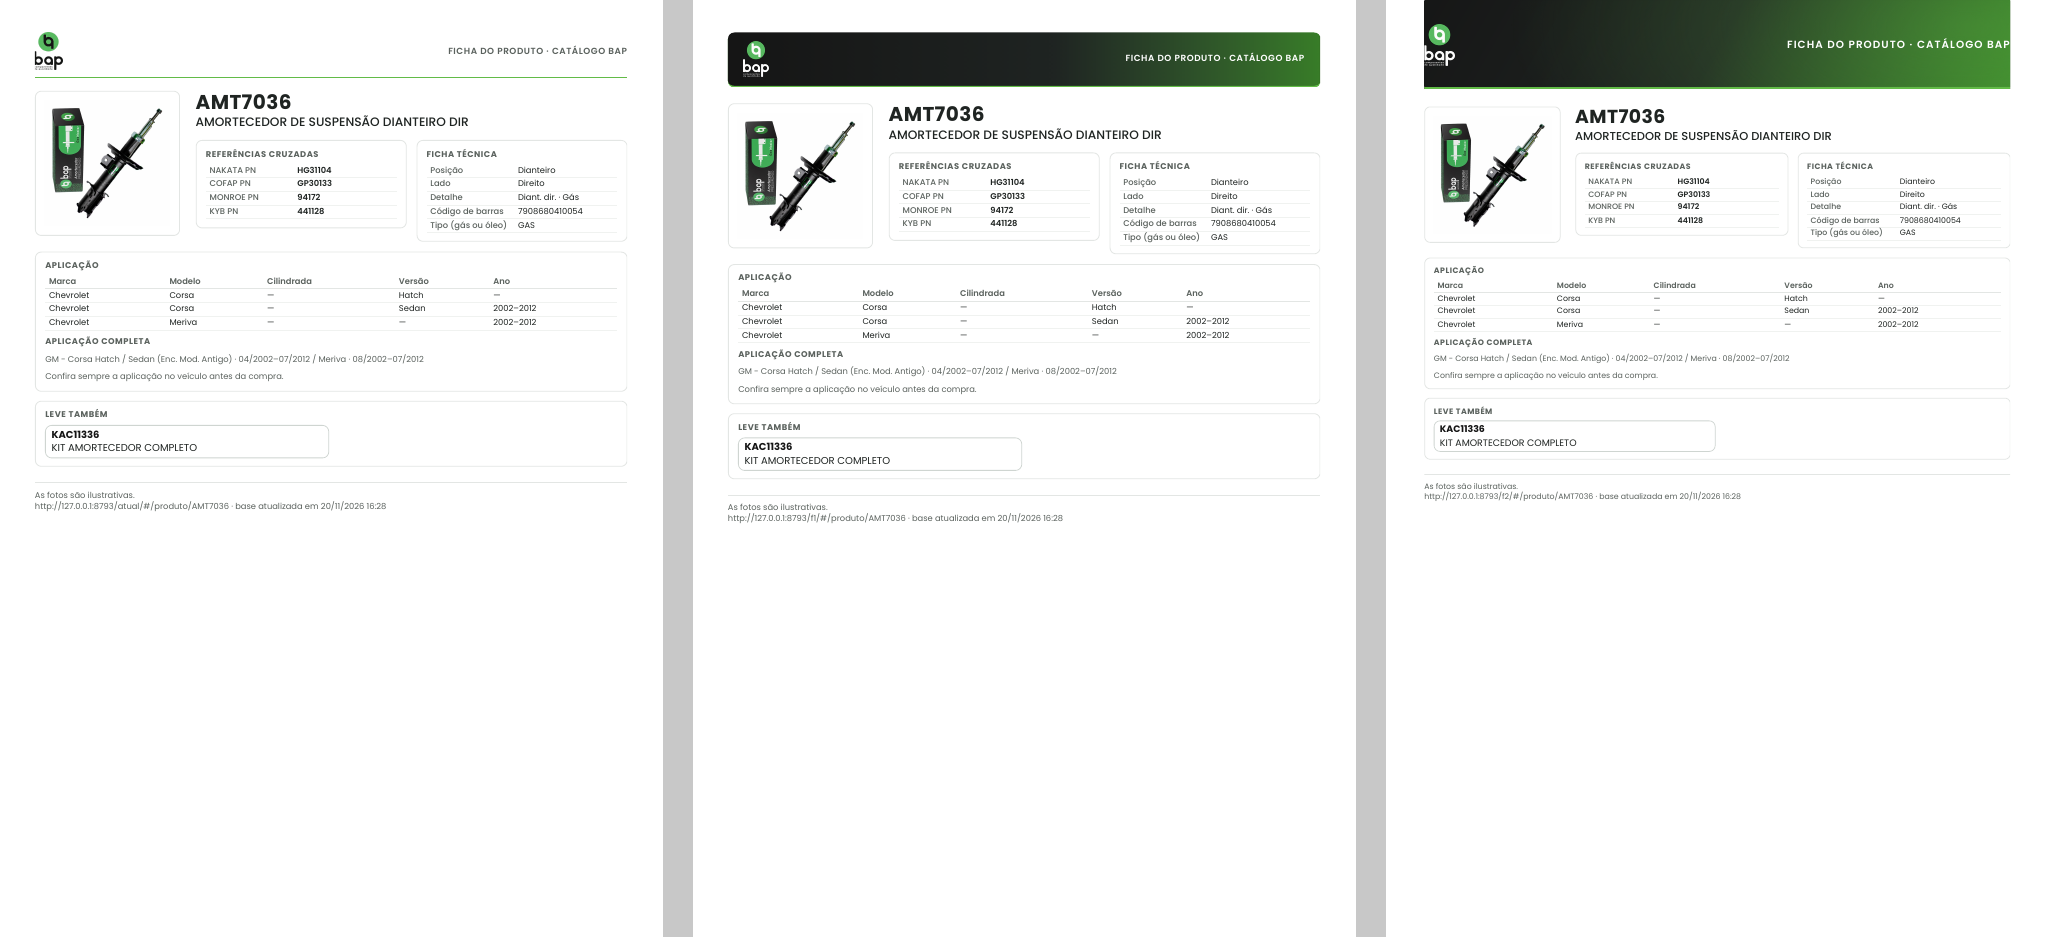 bap
FICHA DO PRODUTO · CATÁLOGO BAP
bap
AMT7036
AMORTECEDOR DE SUSPENSÃO DIANTEIRO DIR
REFERÊNCIAS CRUZADAS
NAKATA PN HG31104
COFAP PN GP30133
MONROE PN 94172
KYB PN 441128
FICHA TÉCNICA
Posição Dianteiro
Lado Direito
Detalhe Diant. dir. · Gás
Código de barras 7908680410054
Tipo (gás ou óleo) GAS
APLICAÇÃO
Marca Modelo Cilindrada Versão Ano
Chevrolet Corsa — Hatch —
Chevrolet Corsa — Sedan 2002–2012
Chevrolet Meriva — — 2002–2012
APLICAÇÃO COMPLETA
GM - Corsa Hatch / Sedan (Enc. Mod. Antigo) · 04/2002–07/2012 / Meriva · 08/2002–07/2012
Confira sempre a aplicação no veículo antes da compra.
LEVE TAMBÉM
KAC11336
KIT AMORTECEDOR COMPLETO
As fotos são ilustrativas.
http://127.0.0.1:8793/atual/#/produto/AMT7036 · base atualizada em 20/11/2026 16:28
bap
FICHA DO PRODUTO · CATÁLOGO BAP
bap
AMT7036
AMORTECEDOR DE SUSPENSÃO DIANTEIRO DIR
REFERÊNCIAS CRUZADAS
NAKATA PN HG31104
COFAP PN GP30133
MONROE PN 94172
KYB PN 441128
FICHA TÉCNICA
Posição Dianteiro
Lado Direito
Detalhe Diant. dir. · Gás
Código de barras 7908680410054
Tipo (gás ou óleo) GAS
APLICAÇÃO
Marca Modelo Cilindrada Versão Ano
Chevrolet Corsa — Hatch —
Chevrolet Corsa — Sedan 2002–2012
Chevrolet Meriva — — 2002–2012
APLICAÇÃO COMPLETA
GM - Corsa Hatch / Sedan (Enc. Mod. Antigo) · 04/2002–07/2012 / Meriva · 08/2002–07/2012
Confira sempre a aplicação no veículo antes da compra.
LEVE TAMBÉM
KAC11336
KIT AMORTECEDOR COMPLETO
As fotos são ilustrativas.
http://127.0.0.1:8793/f1/#/produto/AMT7036 · base atualizada em 20/11/2026 16:28
bap
FICHA DO PRODUTO · CATÁLOGO BAP
bap
AMT7036
AMORTECEDOR DE SUSPENSÃO DIANTEIRO DIR
REFERÊNCIAS CRUZADAS
NAKATA PN HG31104
COFAP PN GP30133
MONROE PN 94172
KYB PN 441128
FICHA TÉCNICA
Posição Dianteiro
Lado Direito
Detalhe Diant. dir. · Gás
Código de barras 7908680410054
Tipo (gás ou óleo) GAS
APLICAÇÃO
Marca Modelo Cilindrada Versão Ano
Chevrolet Corsa — Hatch —
Chevrolet Corsa — Sedan 2002–2012
Chevrolet Meriva — — 2002–2012
APLICAÇÃO COMPLETA
GM - Corsa Hatch / Sedan (Enc. Mod. Antigo) · 04/2002–07/2012 / Meriva · 08/2002–07/2012
Confira sempre a aplicação no veículo antes da compra.
LEVE TAMBÉM
KAC11336
KIT AMORTECEDOR COMPLETO
As fotos são ilustrativas.
http://127.0.0.1:8793/f2/#/produto/AMT7036 · base atualizada em 20/11/2026 16:28